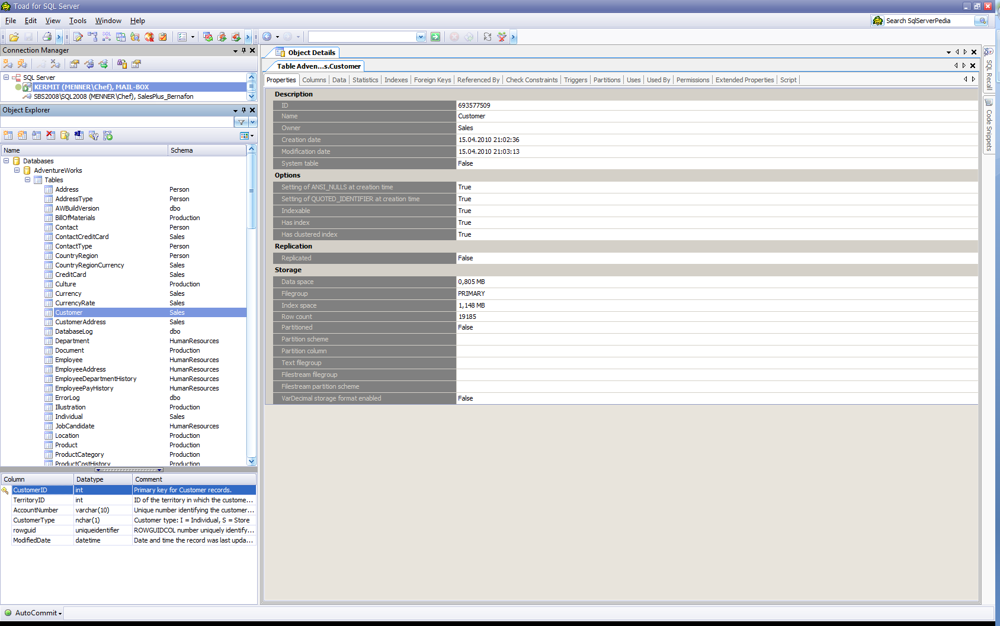 Toad for SQL Server
File Edit View Tools Window Help
Search SqlServerPedia
Connection Manager
SQL Server
KERMIT (MENNER\Chef), MAIL-BOX
SBS2008\SQL2008 (MENNER\Chef), SalesPlus_Bernafon
Object Explorer
Name Schema
Databases
AdventureWorks
Tables
Address Person
AddressType Person
AWBuildVersion dbo
BillOfMaterials Production
Contact Person
ContactCreditCard Sales
ContactType Person
CountryRegion Person
CountryRegionCurrency Sales
CreditCard Sales
Culture Production
Currency Sales
CurrencyRate Sales
Customer Sales
CustomerAddress Sales
DatabaseLog dbo
Department HumanResources
Document Production
Employee HumanResources
EmployeeAddress HumanResources
EmployeeDepartmentHistory HumanResources
EmployeePayHistory HumanResources
ErrorLog dbo
Illustration Production
Individual Sales
JobCandidate HumanResources
Location Production
Product Production
ProductCategory Production
ProductCostHistory Production
Column Datatype Comment
CustomerID int Primary key for Customer records.
TerritoryID int ID of the territory in which the custome...
AccountNumber varchar(10) Unique number identifying the customer...
CustomerType nchar(1) Customer type: I = Individual, S = Store
rowguid uniqueidentifier ROWGUIDCOL number uniquely identify...
ModifiedDate datetime Date and time the record was last upda...
AutoCommit
Object Details
Table Adven...s.Customer
Properties Columns Data Statistics Indexes Foreign Keys Referenced By Check Constraints Triggers Partitions Uses Used By Permissions Extended Properties Script
Description
ID 693577509
Name Customer
Owner Sales
Creation date 15.04.2010 21:02:36
Modification date 15.04.2010 21:03:13
System table False
Options
Setting of ANSI_NULLS at creation time True
Setting of QUOTED_IDENTIFIER at creation time True
Indexable True
Has index True
Has clustered index True
Replication
Replicated False
Storage
Data space 0,805 MB
Filegroup PRIMARY
Index space 1,148 MB
Row count 19185
Partitioned False
Partition scheme
Partition column
Text filegroup
Filestream filegroup
Filestream partition scheme
VarDecimal storage format enabled False
SQL Recall
Code Snippets